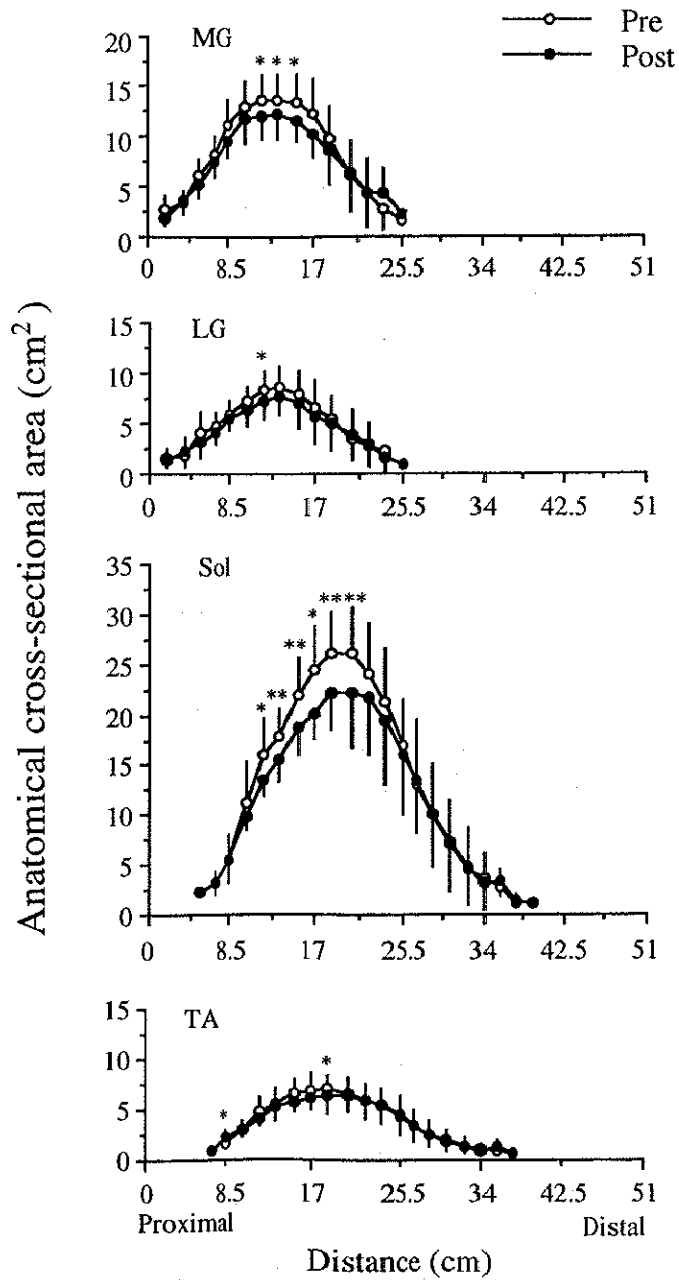 Pre
Post
MG
* * *
20
15
10
5
0
0 8.5 17 25.5 34 42.5 51
LG
*
15
10
5
0
0 8.5 17 25.5 34 42.5 51
Sol
* ** ** * ****
35
30
25
20
15
10
5
0
0 8.5 17 25.5 34 42.5 51
TA
* *
15
10
5
0
0 8.5 17 25.5 34 42.5 51
Proximal Distal
Distance (cm)
Anatomical cross-sectional area (cm²)